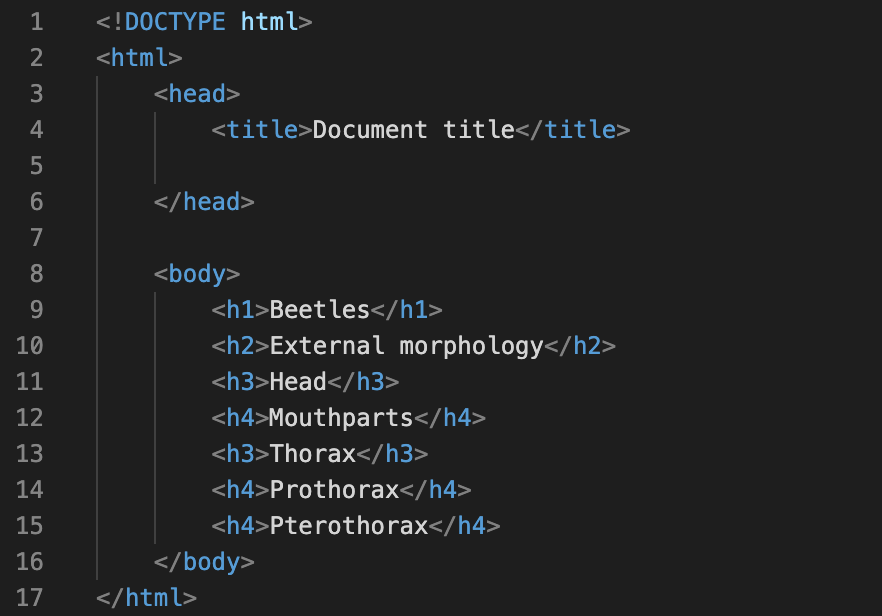 1 <!DOCTYPE html>
2 <html>
3     <head>
4         <title>Document title</title>
5
6     </head>
7
8     <body>
9         <h1>Beetles</h1>
10         <h2>External morphology</h2>
11         <h3>Head</h3>
12         <h4>Mouthparts</h4>
13         <h3>Thorax</h3>
14         <h4>Prothorax</h4>
15         <h4>Pterothorax</h4>
16     </body>
17 </html>